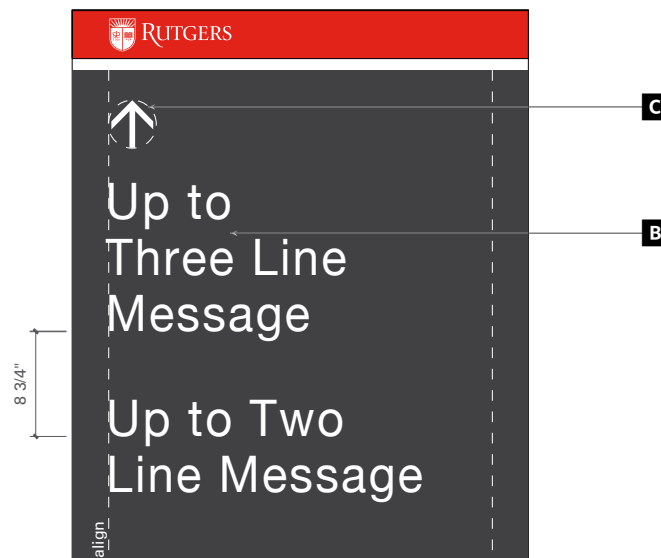 RUTGERS
C
Up to
Three Line
Message
B
8 3/4"
Up to Two
Line Message
align